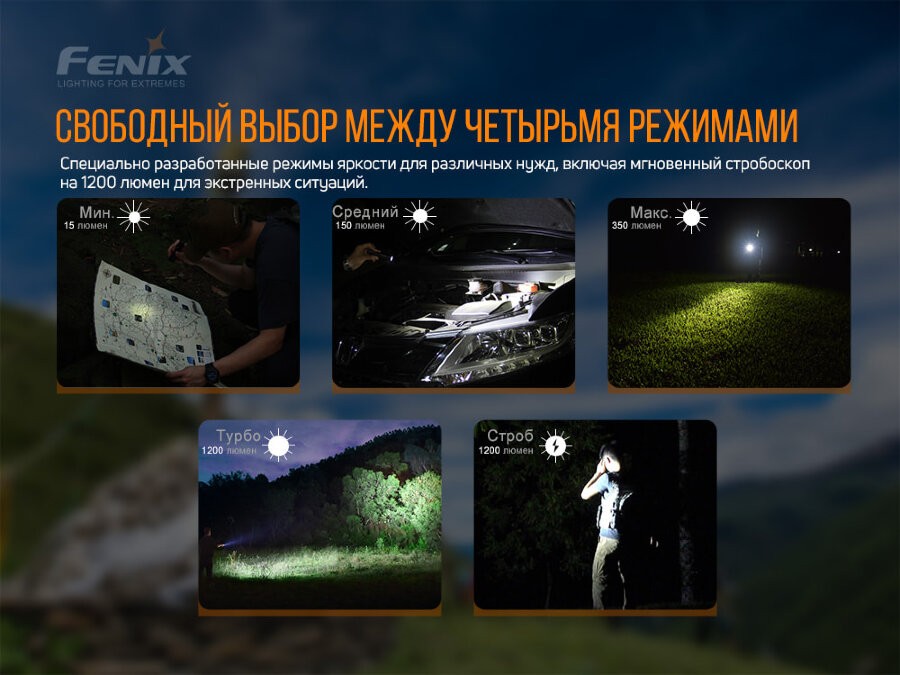 FENIX
LIGHTING FOR EXTREMES
СВОБОДНЫЙ ВЫБОР МЕЖДУ ЧЕТЫРЬМЯ РЕЖИМАМИ
Специально разработанные режимы яркости для различных нужд, включая мгновенный стробоскоп
на 1200 люмен для экстренных ситуаций.
Мин.
15 люмен
Средний
150 люмен
Макс.
350 люмен
Турбо
1200 люмен
Строб
1200 люмен